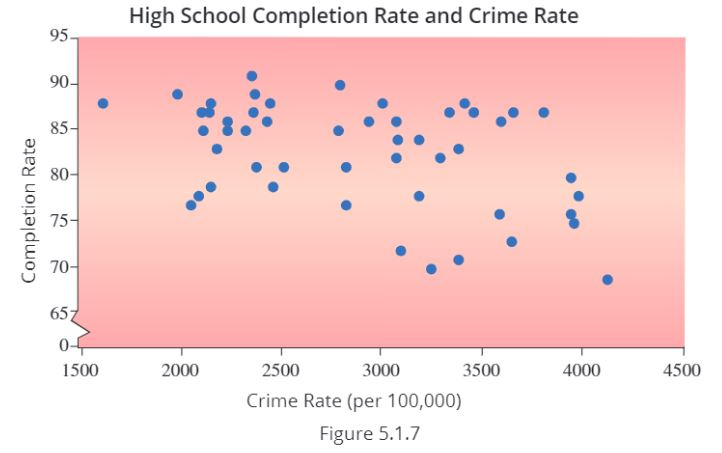 High School Completion Rate and Crime Rate
95
90
85
80
75
70
65
0
Completion Rate
1500 2000 2500 3000 3500 4000 4500
Crime Rate (per 100,000)
Figure 5.1.7